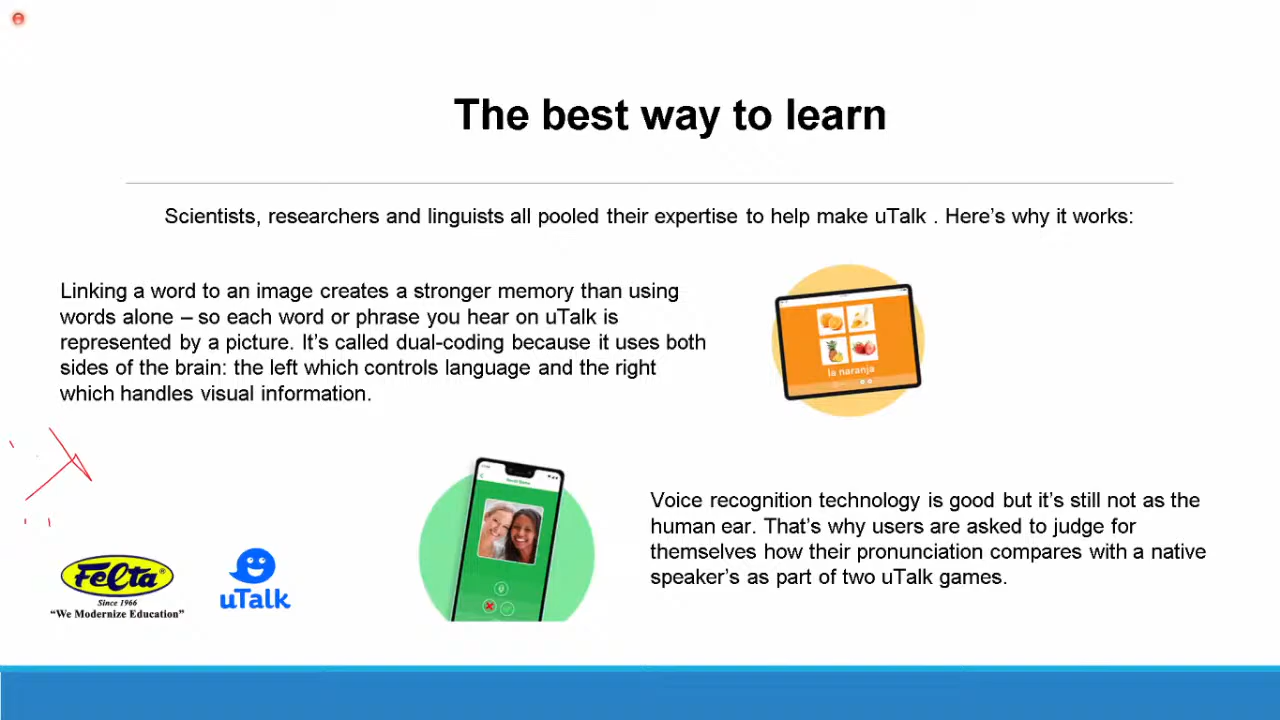 The best way to learn
Scientists, researchers and linguists all pooled their expertise to help make uTalk . Here's why it works:
Linking a word to an image creates a stronger memory than using
words alone – so each word or phrase you hear on uTalk is
represented by a picture. It's called dual-coding because it uses both
sides of the brain: the left which controls language and the right
which handles visual information.
la naranja
Voice recognition technology is good but it's still not as the
human ear. That's why users are asked to judge for
themselves how their pronunciation compares with a native
speaker's as part of two uTalk games.
Felta®
Since 1966
"We Modernize Education"
uTalk